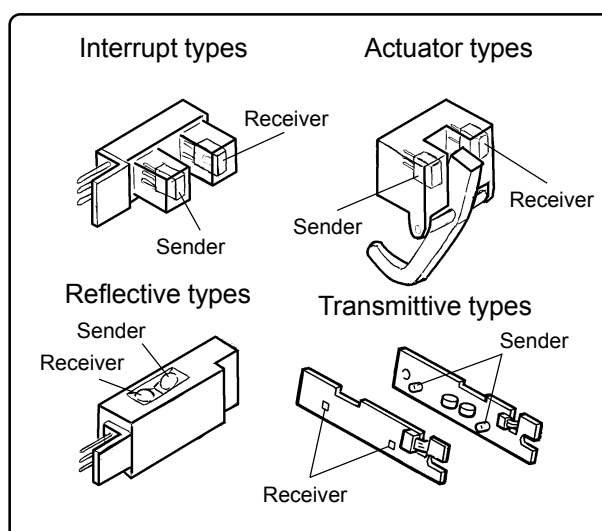 Interrupt types
Receiver
Sender
Actuator types
Sender
Receiver
Reflective types
Sender
Receiver
Transmittive types
Sender
Receiver